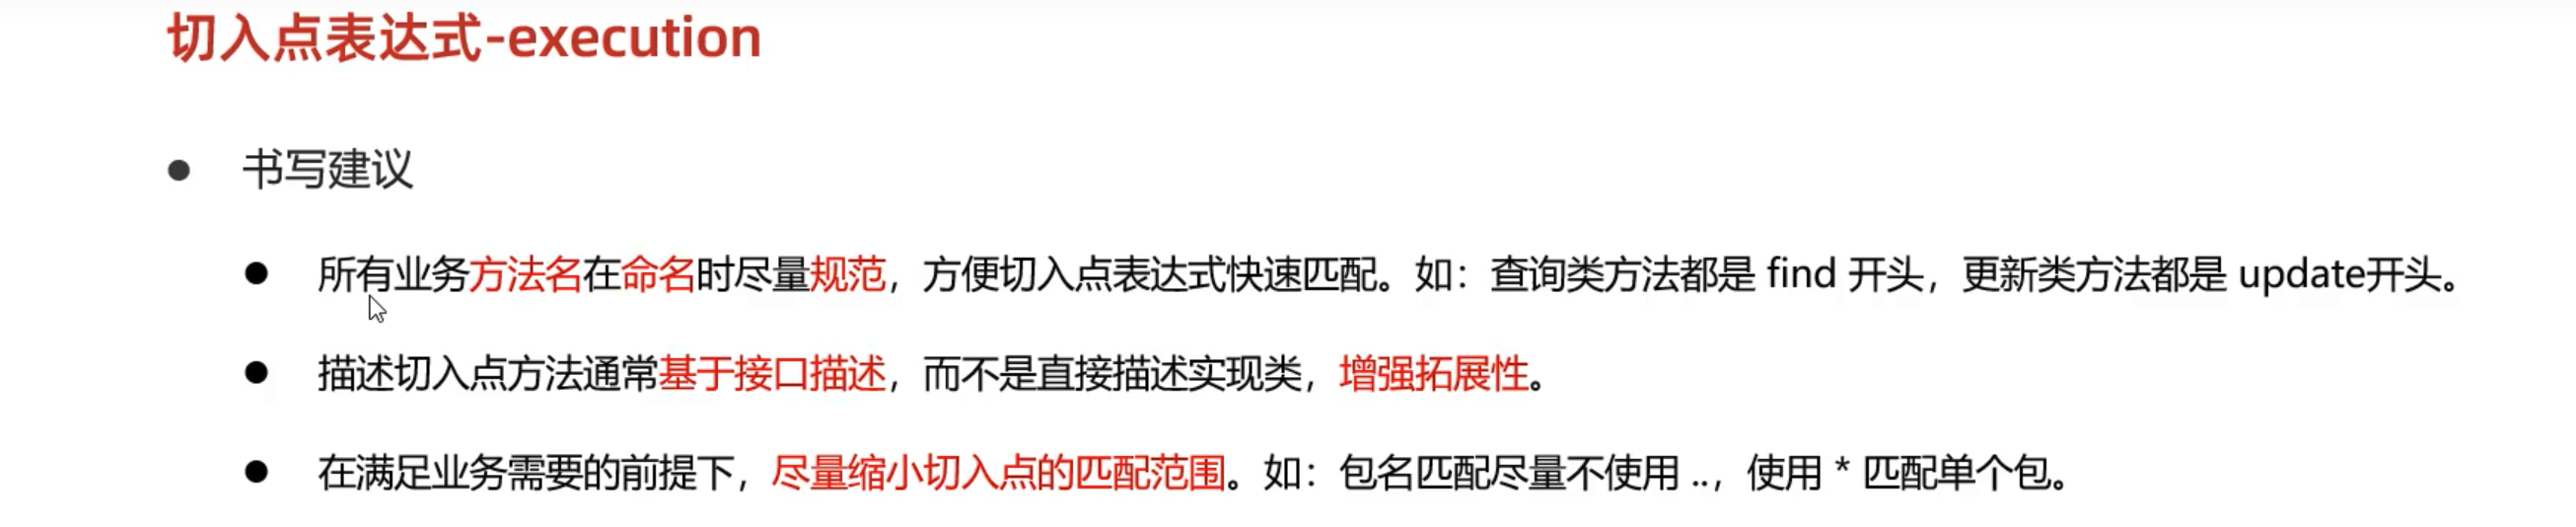 切入点表达式-execution
● 书写建议
● 所有业务方法名在命名时尽量规范，方便切入点表达式快速匹配。如：查询类方法都是 find 开头，更新类方法都是 update开头。
● 描述切入点方法通常基于接口描述，而不是直接描述实现类，增强拓展性。
● 在满足业务需要的前提下，尽量缩小切入点的匹配范围。如：包名匹配尽量不使用 ..，使用 * 匹配单个包。